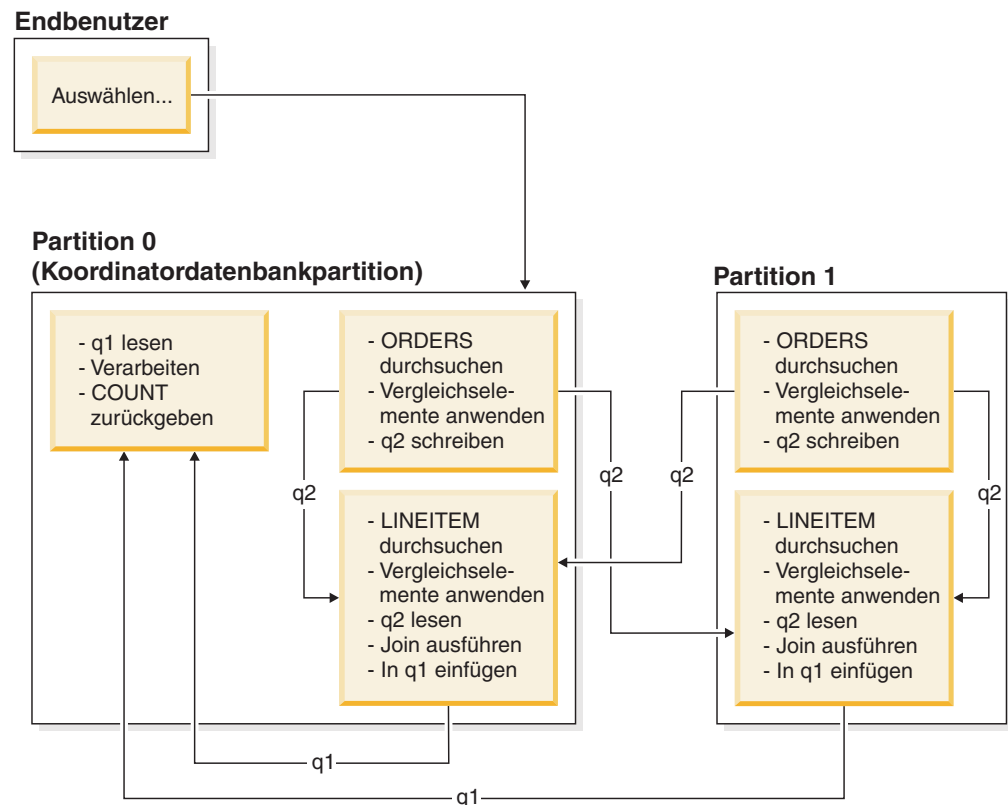 Endbenutzer
Auswählen...
Partition 0
(Koordinatordatenbankpartition)
- q1 lesen
- Verarbeiten
- COUNT
zurückgeben
- ORDERS
durchsuchen
- Vergleichsele-
mente anwenden
- q2 schreiben
q2
- LINEITEM
durchsuchen
- Vergleichsele-
mente anwenden
- q2 lesen
- Join ausführen
- In q1 einfügen
q2
q2
Partition 1
- ORDERS
durchsuchen
- Vergleichsele-
mente anwenden
- q2 schreiben
q2
- LINEITEM
durchsuchen
- Vergleichsele-
mente anwenden
- q2 lesen
- Join ausführen
- In q1 einfügen
q1
q1